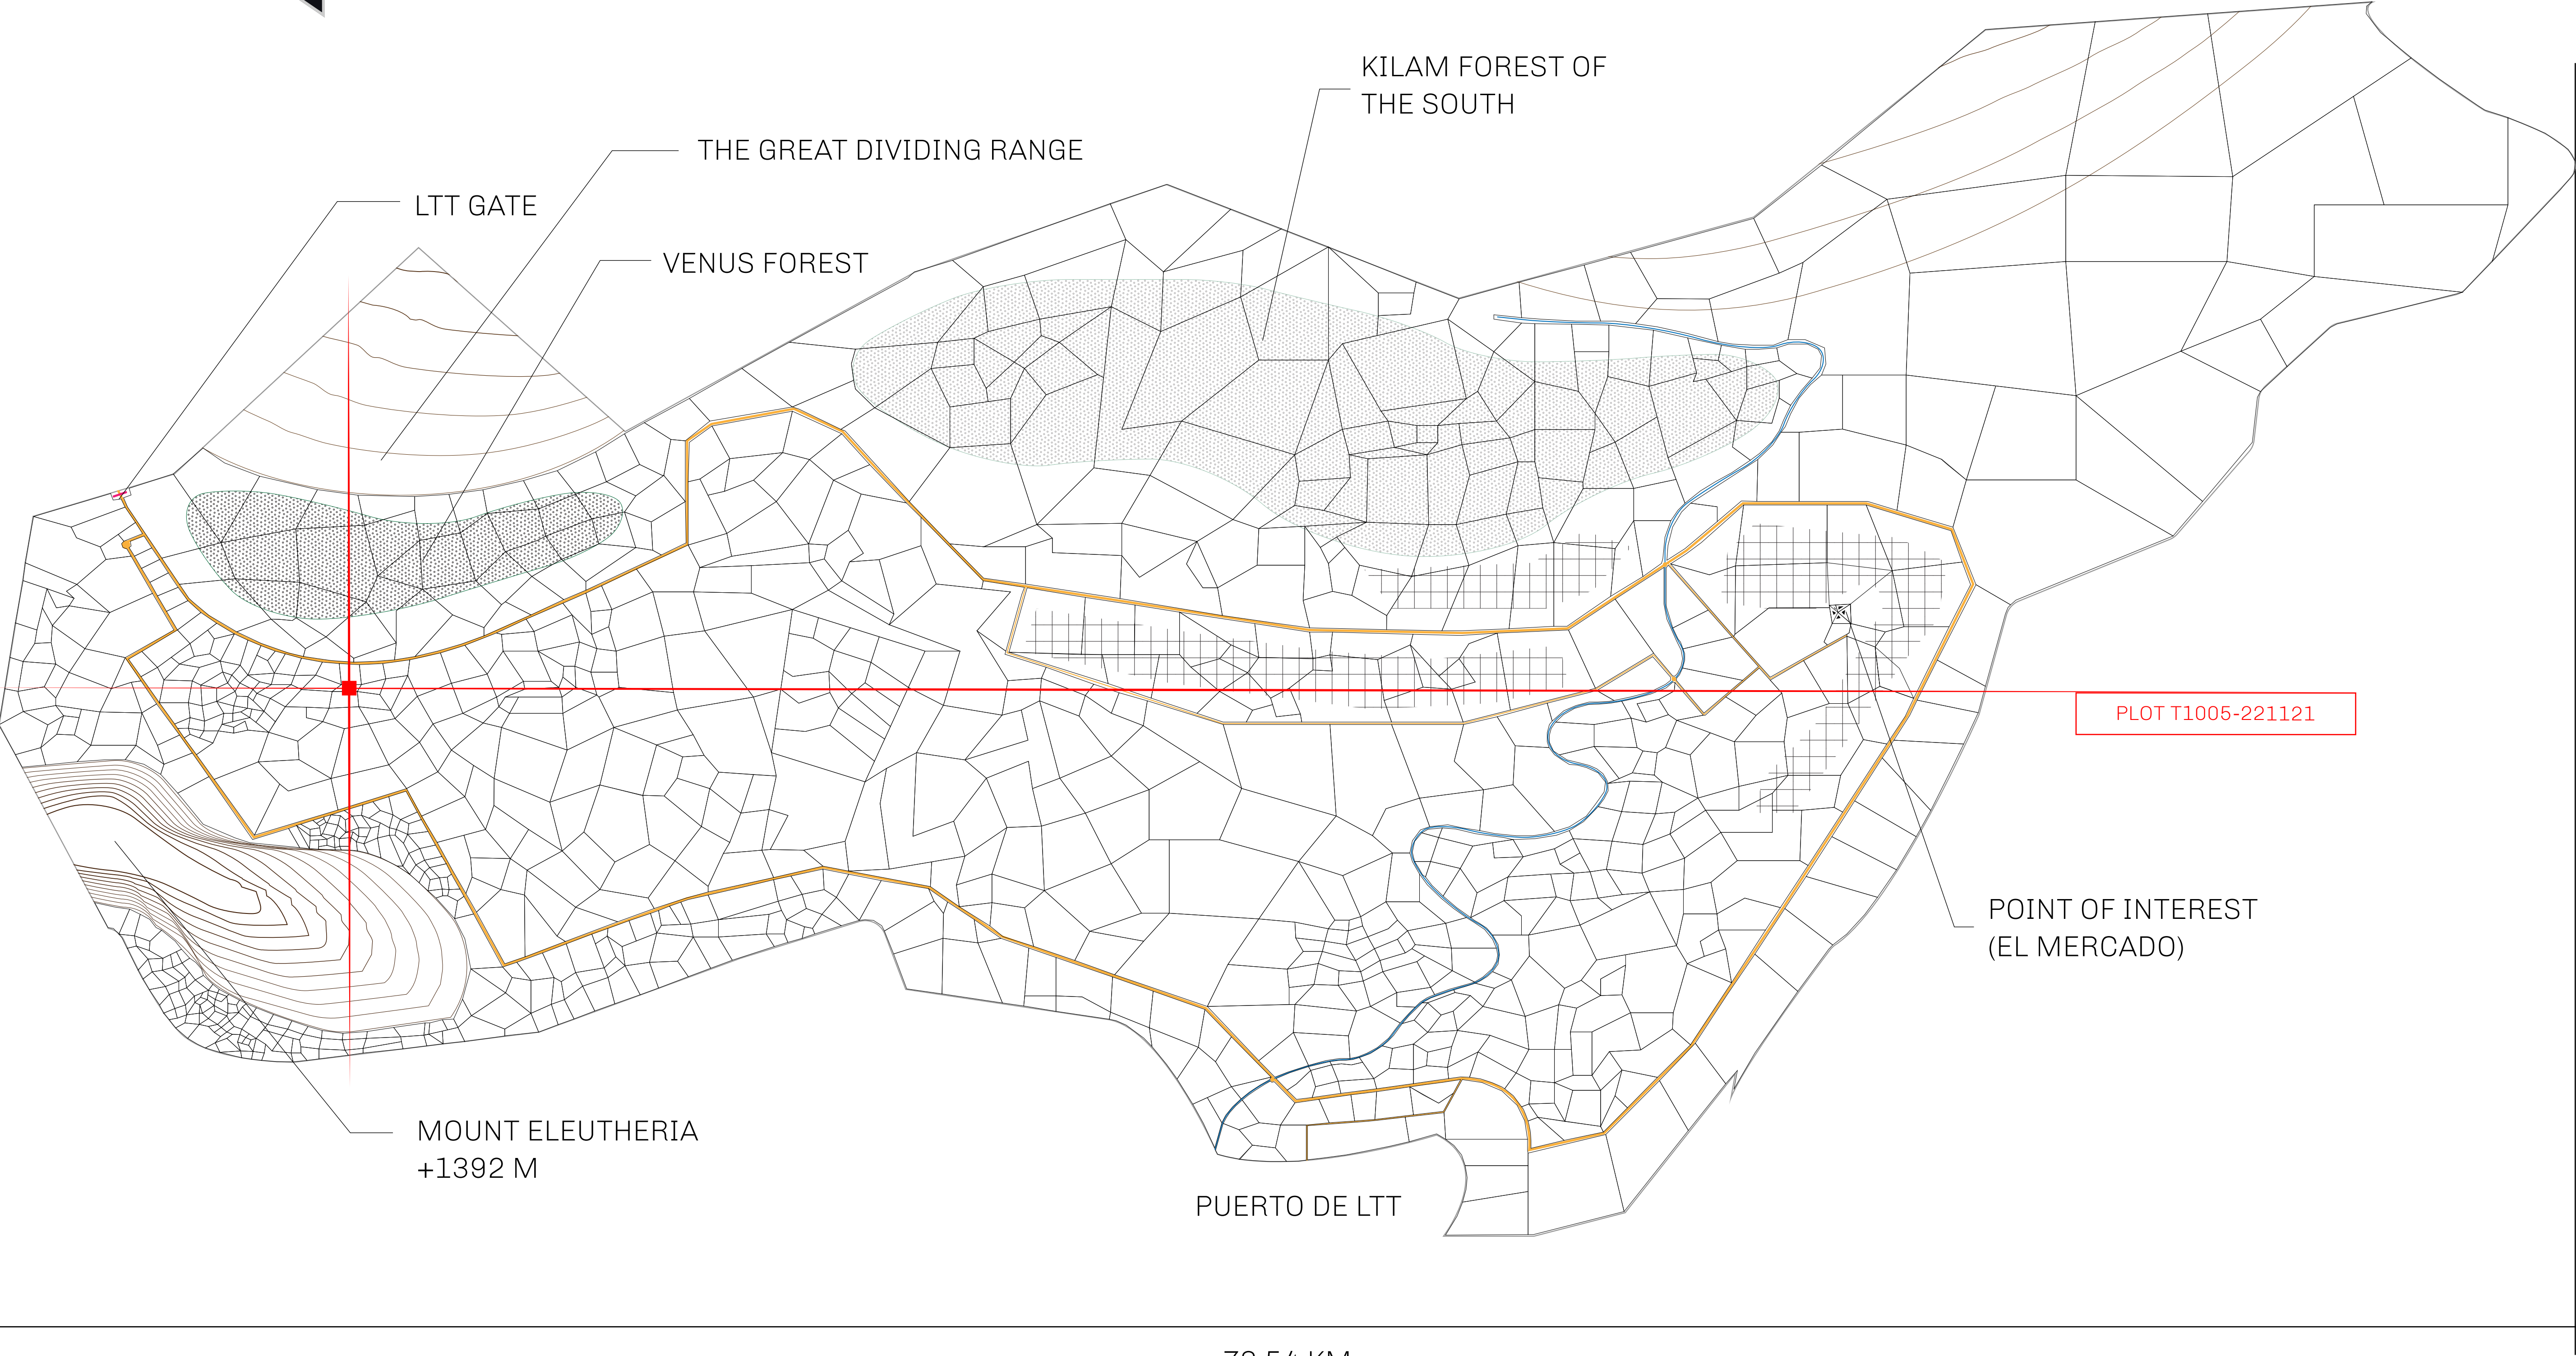 KILAM FOREST OF
THE SOUTH
THE GREAT DIVIDING RANGE
LTT GATE
VENUS FOREST
PLOT T1005-221121
POINT OF INTEREST
(EL MERCADO)
MOUNT ELEUTHERIA
+1392 M
PUERTO DE LTT